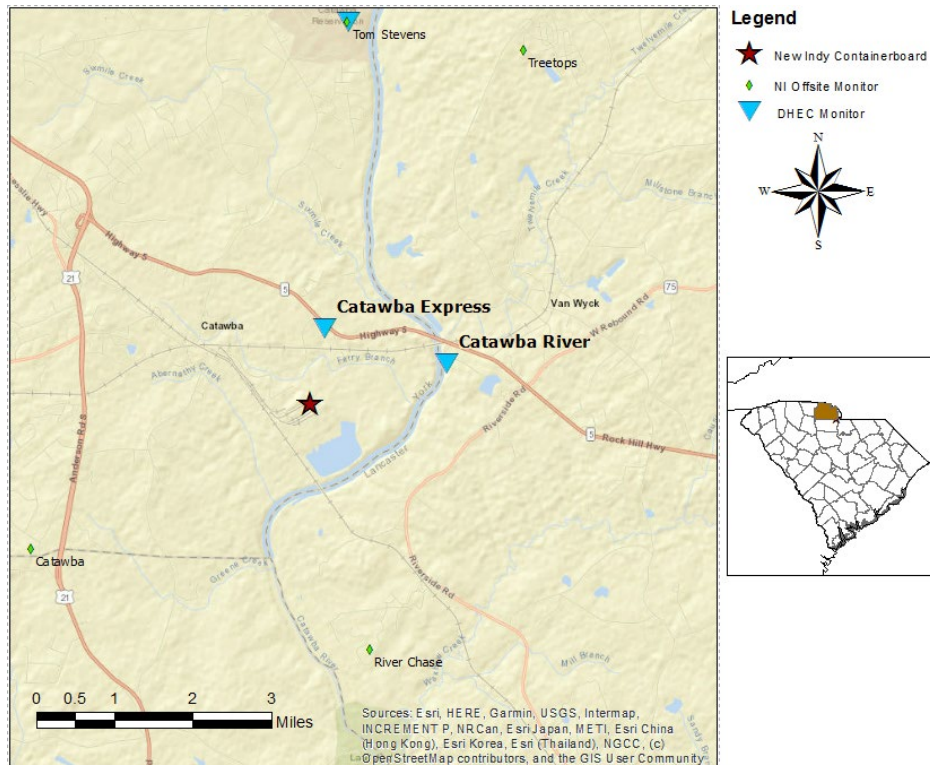 Legend
New Indy Containerboard
NI Offsite Monitor
DHEC Monitor
N
W
E
S
Reservation
Tom Stevens
Treetops
Twelvemile Creek
Sixmile Creek
Millstone Branch
Twelvemile Creek
Sixmile Creek
Highway 5
21
5
75
Van Wyck
W Rebound Rd
Catawba Express
Catawba
Highway 5
Catawba River
Ferry Branch
Abernathy Creek
York
Lancaster
Riverside Rd
Anderson Rd S
5
Rock Hill Hwy
Catawba
Greene Creek
21
Riverside Rd
Catawba River
River Chase
Mill Branch
0 0.5 1 2 3
Miles
Sources: Esri, HERE, Garmin, USGS, Intermap,
INCREMENT P, NRCan, Esri Japan, METI, Esri China
(Hong Kong), Esri Korea, Esri (Thailand), NGCC, (c)
OpenStreetMap contributors, and the GIS User Community